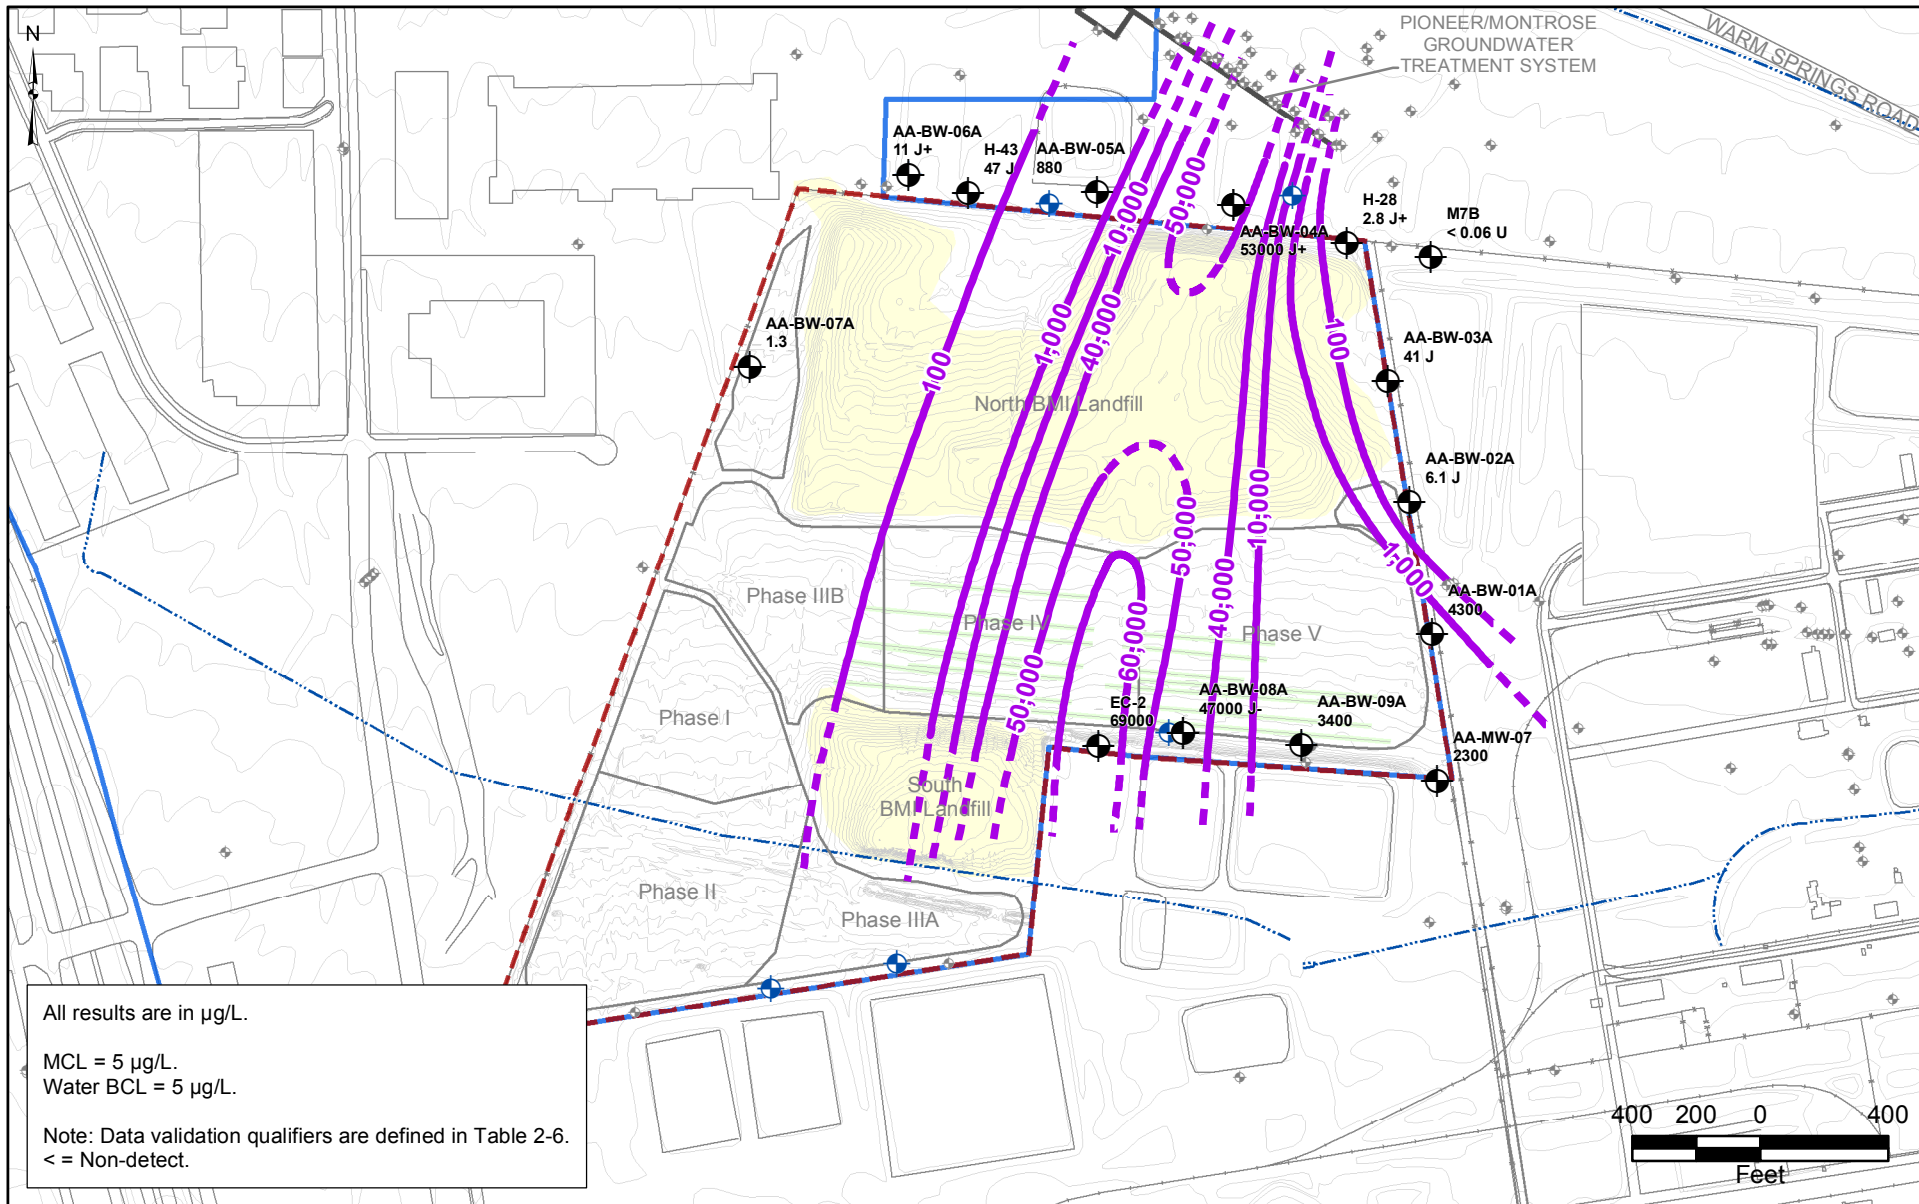 N
PIONEER/MONTROSE
GROUNDWATER
TREATMENT SYSTEM
WARM SPRINGS ROAD
AA-BW-06A
11 J+
H-43
47 J
AA-BW-05A
880
10,000
50,000
AA-BW-04A
53000 J+
H-28
2.8 J+
M7B
< 0.06 U
AA-BW-07A
1.3
100
1,000
40,000
100
AA-BW-03A
41 J
North BMI Landfill
AA-BW-02A
6.1 J
50,000
10,000
1,000
Phase IIIB
Phase IV
60,000
40,000
Phase V
AA-BW-01A
4300
50,000
Phase I
EC-2
69000
AA-BW-08A
47000 J-
AA-BW-09A
3400
AA-MW-07
2300
South
BMI Landfill
Phase II
Phase IIIA
All results are in µg/L.
MCL = 5 µg/L.
Water BCL = 5 µg/L.
Note: Data validation qualifiers are defined in Table 2-6.
< = Non-detect.
400 200 0 400
Feet